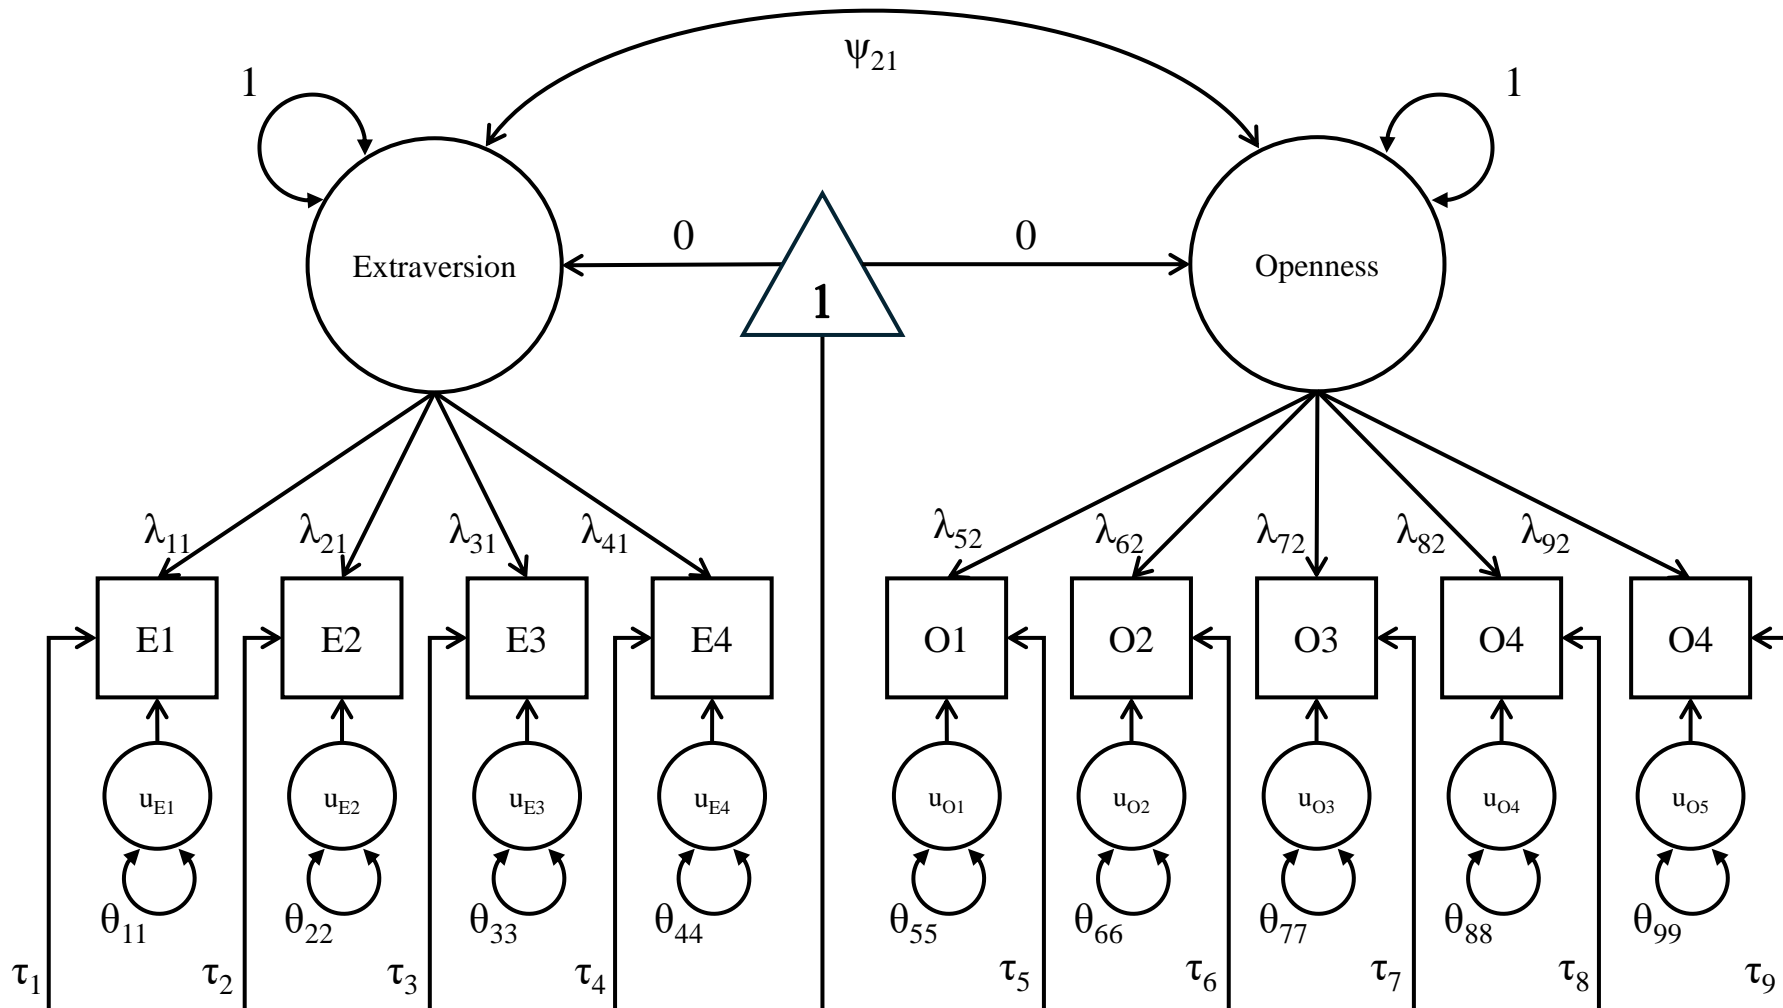 ψ21
1 1
0 0
Extraversion 1 Openness
λ11 λ21 λ31 λ41 λ52 λ62 λ72 λ82 λ92
E1 E2 E3 E4 O1 O2 O3 O4 O4
uE1 uE2 uE3 uE4 uO1 uO2 uO3 uO4 uO5
θ11 θ22 θ33 θ44 θ55 θ66 θ77 θ88 θ99
τ1 τ2 τ3 τ4 τ5 τ6 τ7 τ8 τ9